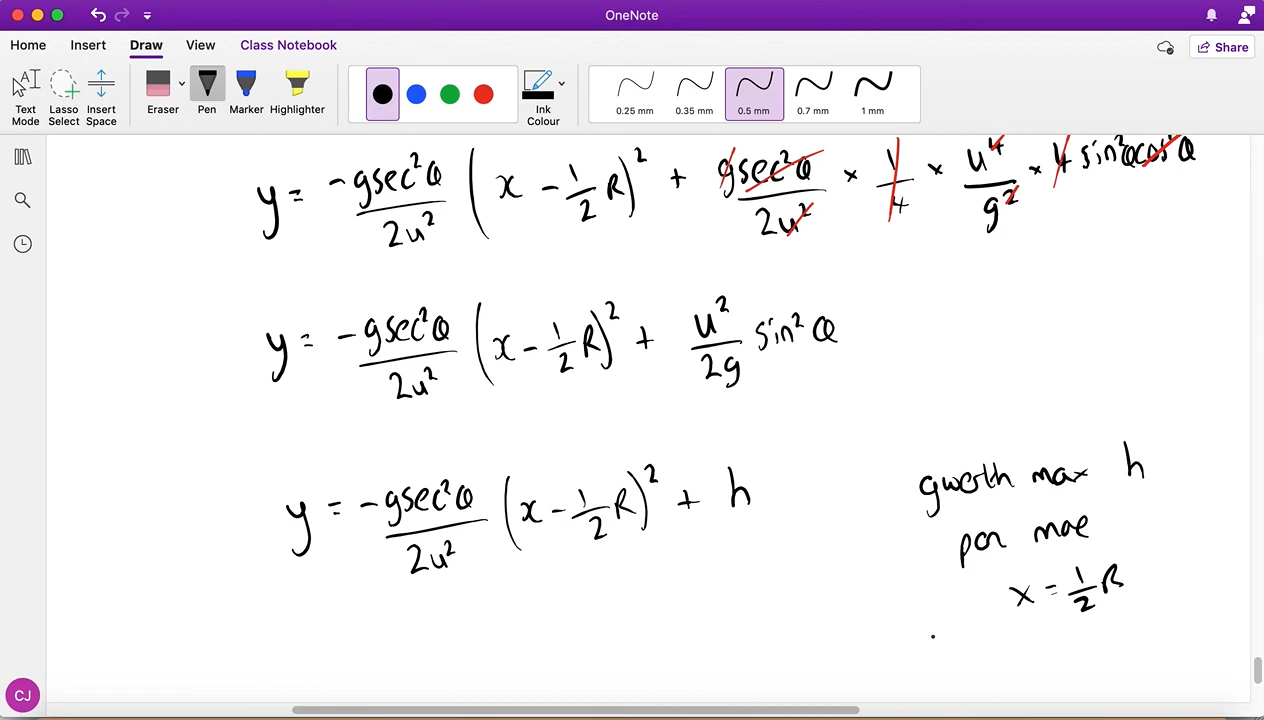 OneNote
Home Insert Draw View Class Notebook Share
Text Mode
Lasso Select
Insert Space
Eraser
Pen
Marker
Highlighter
Ink Colour
0.25 mm
0.35 mm
0.5 mm
0.7 mm
1 mm
y = -gsec²θ/2u² (x - 1/2 R)² + gsec²θ/2u² × 1/4 × u⁴/g² × 4 sin²θcos²θ
y = -gsec²θ/2u² (x - 1/2 R)² + u²/2g sin² θ
y = -gsec²θ/2u² (x - 1/2 R)² + h
gwerth max h
pan mae
x = 1/2 R
CJ